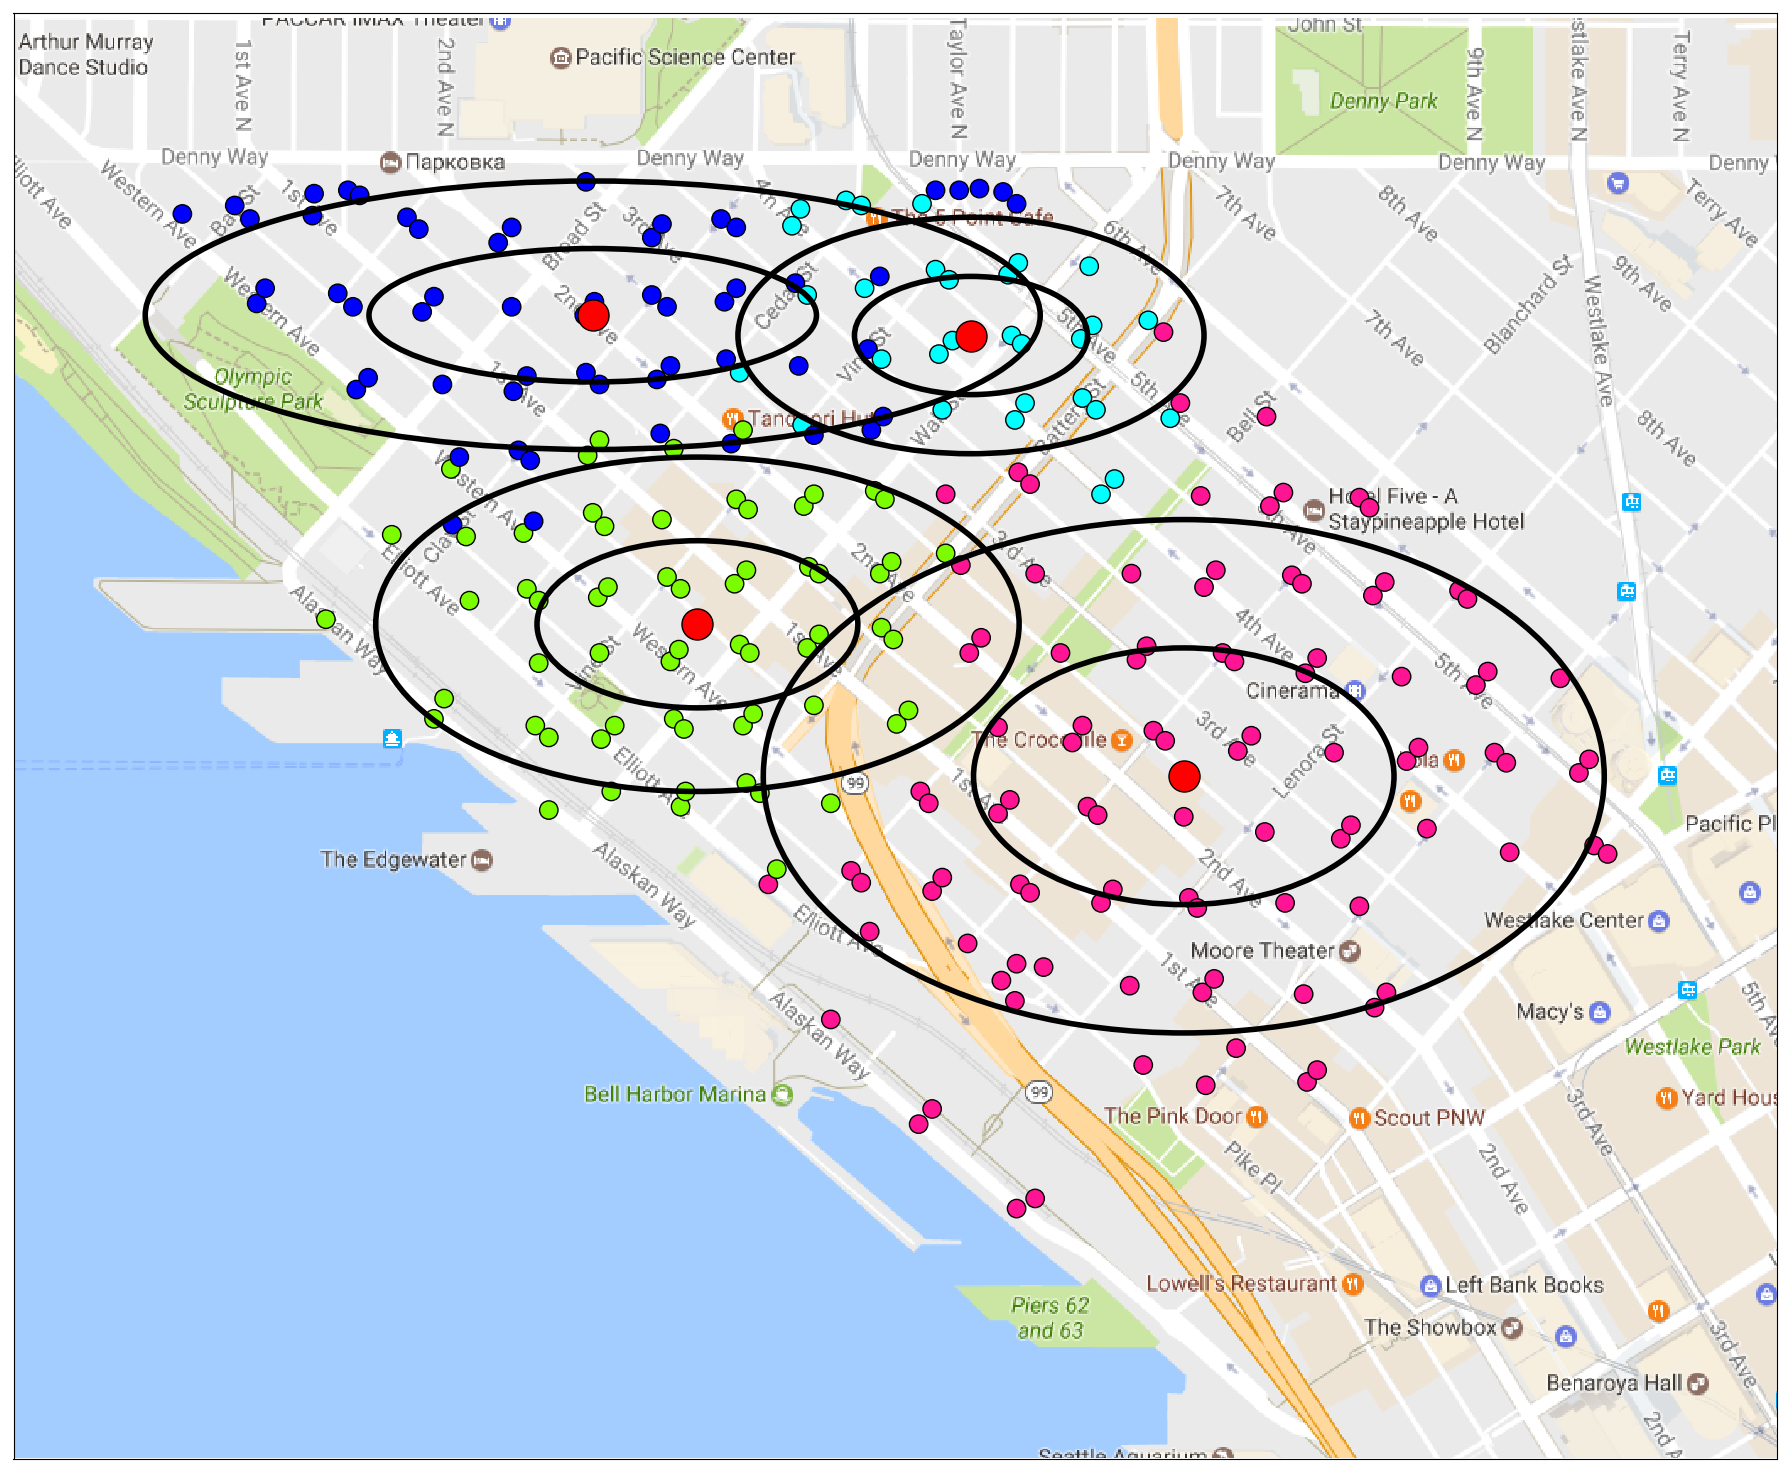 PACCAR IMAX Theater
John St
Arthur Murray
Dance Studio
1st Ave N
2nd Ave N
Pacific Science Center
Taylor Ave N
Denny Park
9th Ave N
Westlake Ave N
Terry Ave N
Denny Way
Парковка
Denny Way
Denny Way
Denny Way
Denny Way
Denny
Elliott Ave
Western Ave
Bay St
1st Ave
Broad St
3rd Ave
4th Ave
The 5 Point Cafe
6th Ave
7th Ave
8th Ave
Terry Ave
9th Ave
Western Ave
2nd Ave
Cedar St
5th Ave
7th Ave
Blanchard St
Westlake Ave
Olympic
Sculpture Park
1st Ave
Vine St
5th Ave
Bell St
8th Ave
Tandoori Hut
Wall St
Battery St
Western Ave
Clay St
Elliott Ave
Hotel Five - A
Staypineapple Hotel
6th Ave
2nd Ave
3rd Ave
Alaskan Way
1st Ave
Western Ave
Vine St
4th Ave
5th Ave
Cinerama
The Crocodile
3rd Ave
Lenora St
Lola
Elliott Ave
99
1st Ave
Pacific Pl
The Edgewater
Alaskan Way
2nd Ave
Elliott Ave
Westlake Center
Moore Theater
1st Ave
Alaskan Way
Macy's
5th Ave
Westlake Park
Bell Harbor Marina
99
The Pink Door
Scout PNW
3rd Ave
Yard Hous
Pike Pl
2nd Ave
Lowell's Restaurant
Left Bank Books
Piers 62
and 63
The Showbox
3rd Ave
Benaroya Hall
2nd A
Seattle Aquarium